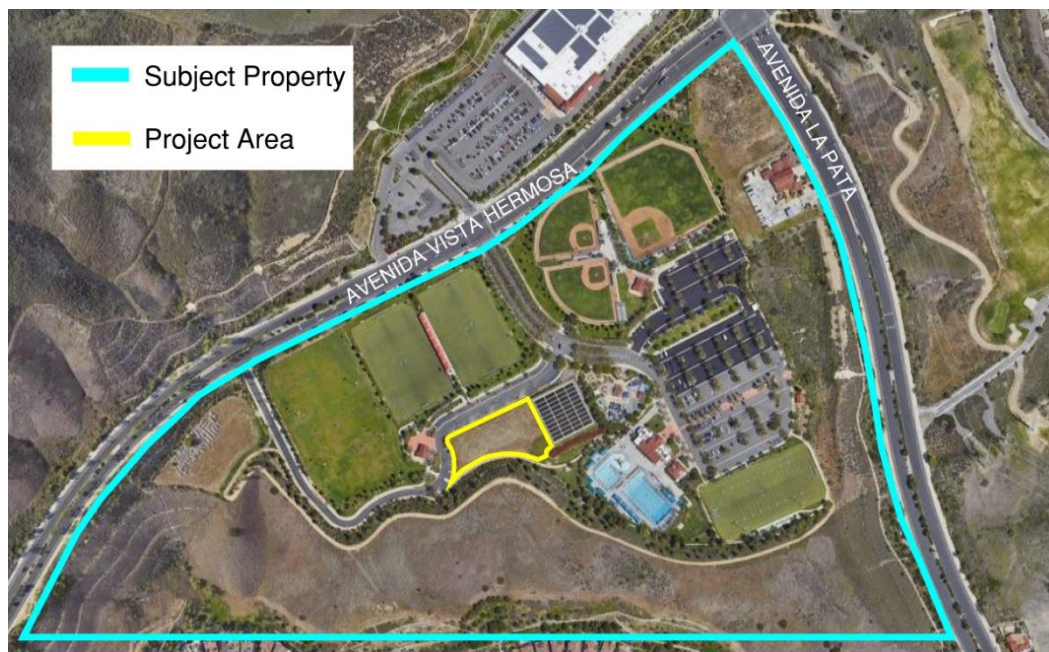 Subject Property
Project Area
AVENIDA VISTA HERMOSA
AVENIDA LA PATA